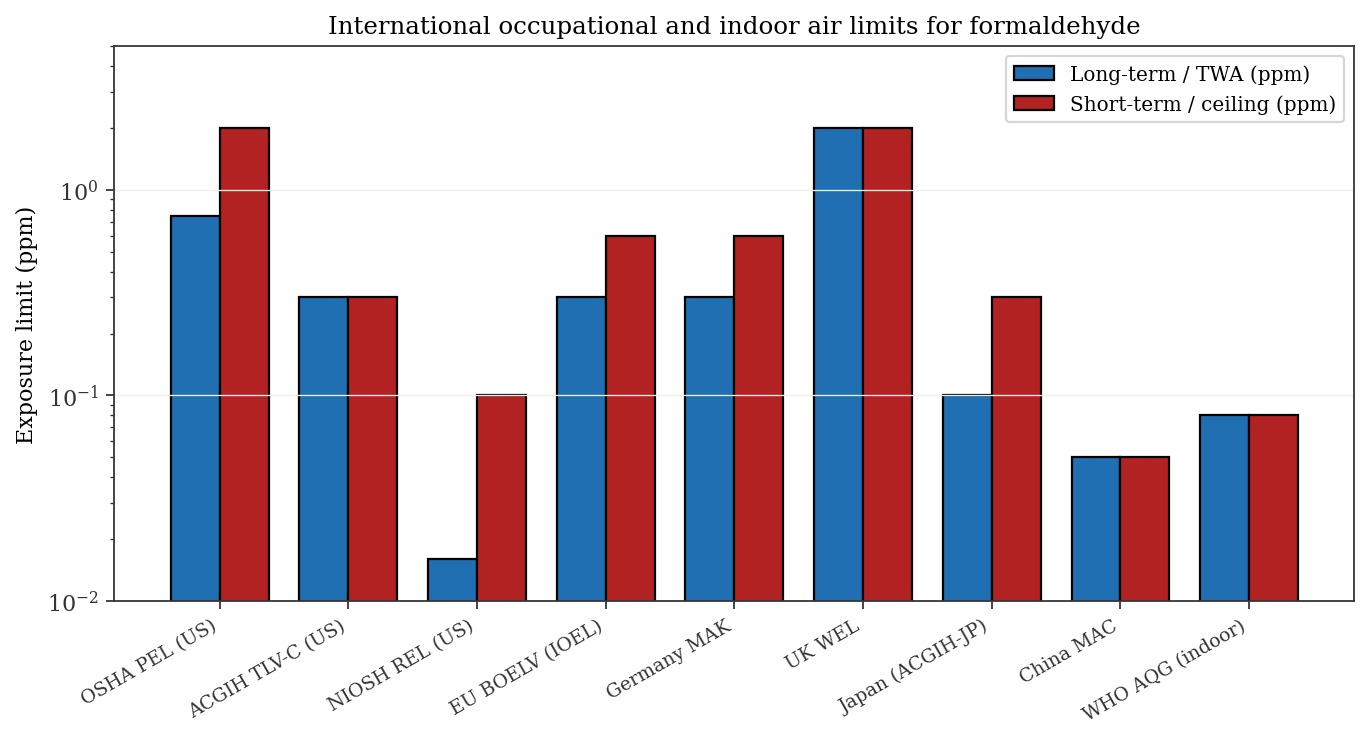 International occupational and indoor air limits for formaldehyde
Long-term / TWA (ppm)
Short-term / ceiling (ppm)
Exposure limit (ppm)
10⁰
10⁻¹
10⁻²
OSHA PEL (US)
ACGIH TLV-C (US)
NIOSH REL (US)
EU BOELV (IOEL)
Germany MAK
UK WEL
Japan (ACGIH-JP)
China MAC
WHO AQG (indoor)